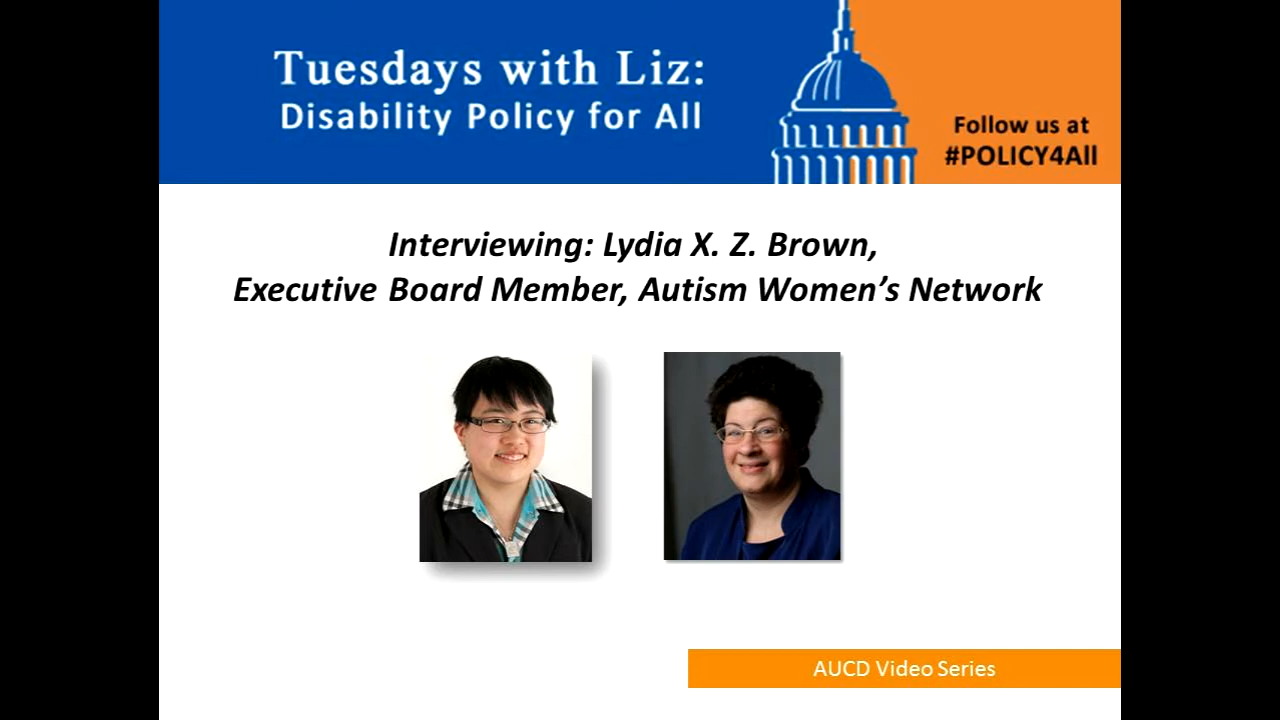 Tuesdays with Liz:
Disability Policy for All
Follow us at
#POLICY4All
Interviewing: Lydia X. Z. Brown,
Executive Board Member, Autism Women’s Network
AUCD Video Series